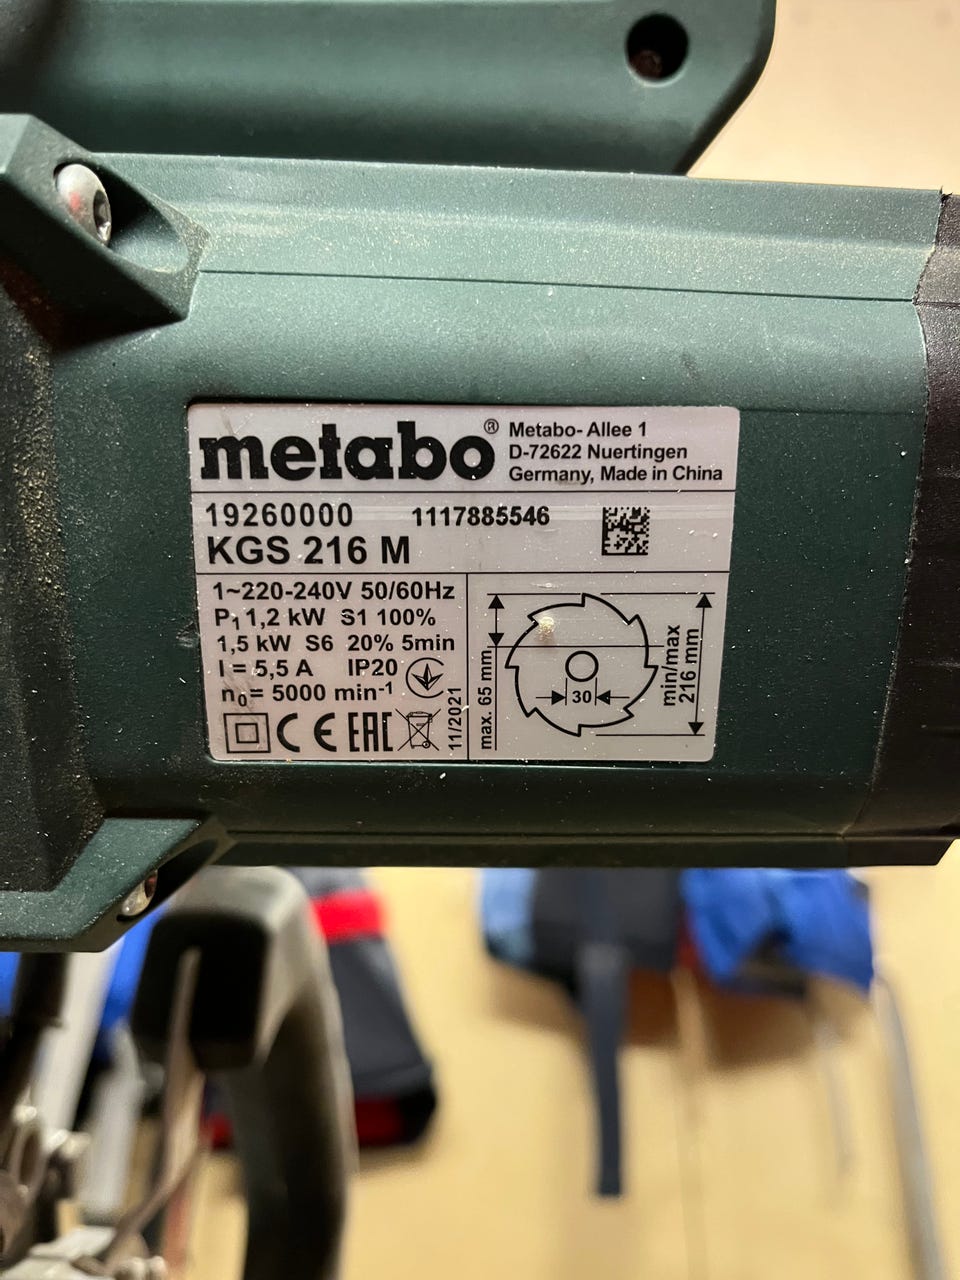 metabo® Metabo- Allee 1
D-72622 Nuertingen
Germany, Made in China
19260000 1117885546
KGS 216 M
1~220-240V 50/60Hz
P₁ 1,2 kW S1 100%
1,5 kW S6 20% 5min
I = 5,5 A IP20
n₀= 5000 min⁻¹
CE EAC
11/2021
max. 65 mm
30
min/max
216 mm